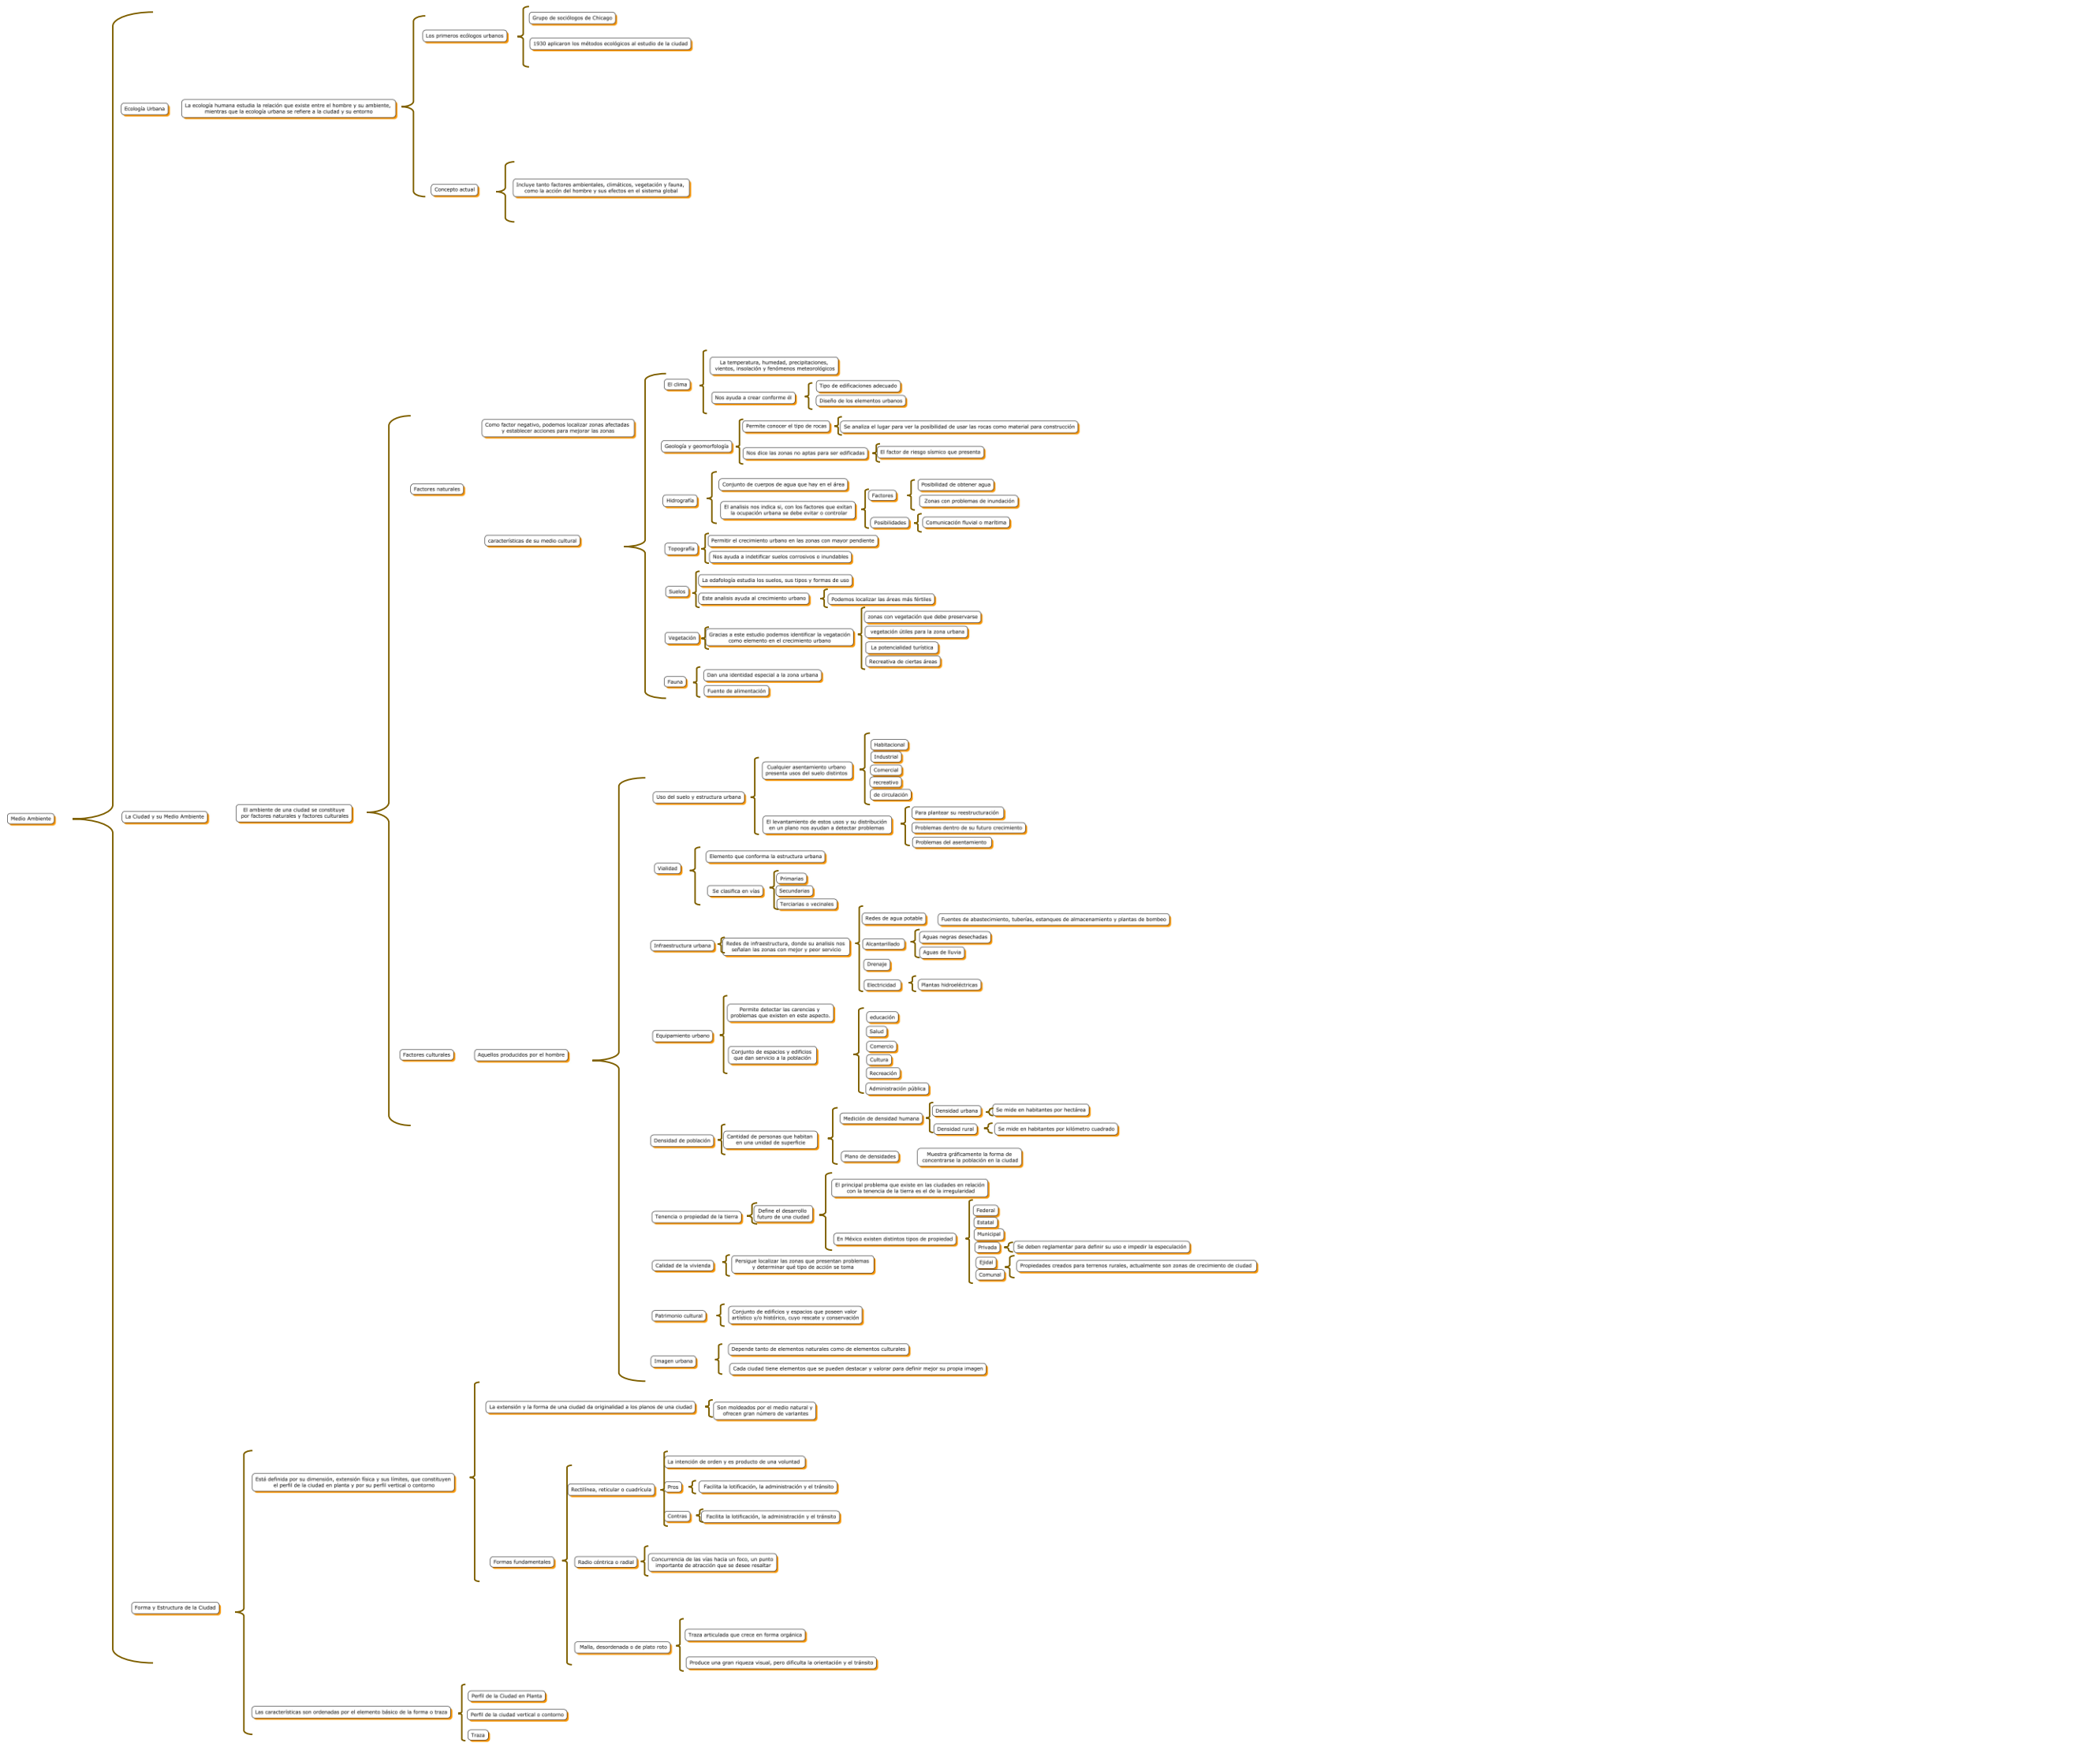 Medio Ambiente
Ecología Urbana
La ecología humana estudia la relación que existe entre el hombre y su ambiente,
mientras que la ecología urbana se refiere a la ciudad y su entorno
Los primeros ecólogos urbanos
Grupo de sociólogos de Chicago
1930 aplicaron los métodos ecológicos al estudio de la ciudad
Concepto actual
Incluye tanto factores ambientales, climáticos, vegetación y fauna,
como la acción del hombre y sus efectos en el sistema global
La Ciudad y su Medio Ambiente
El ambiente de una ciudad se constituye
por factores naturales y factores culturales
Factores naturales
Como factor negativo, podemos localizar zonas afectadas
y establecer acciones para mejorar las zonas
características de su medio cultural
El clima
La temperatura, humedad, precipitaciones,
vientos, insolación y fenómenos meteorológicos
Nos ayuda a crear conforme él
Tipo de edificaciones adecuado
Diseño de los elementos urbanos
Geología y geomorfología
Permite conocer el tipo de rocas
Se analiza el lugar para ver la posibilidad de usar las rocas como material para construcción
Nos dice las zonas no aptas para ser edificadas
El factor de riesgo sísmico que presenta
Hidrografía
Conjunto de cuerpos de agua que hay en el área
El analisis nos indica si, con los factores que exitan
la ocupación urbana se debe evitar o controlar
Factores
Posibilidad de obtener agua
Zonas con problemas de inundación
Posibilidades
Comunicación fluvial o marítima
Topografía
Permitir el crecimiento urbano en las zonas con mayor pendiente
Nos ayuda a indetificar suelos corrosivos o inundables
Suelos
La edafología estudia los suelos, sus tipos y formas de uso
Este analisis ayuda al crecimiento urbano
Podemos localizar las áreas más fértiles
Vegetación
Gracias a este estudio podemos identificar la vegatación
como elemento en el crecimiento urbano
zonas con vegetación que debe preservarse
vegetación útiles para la zona urbana
La potencialidad turística
Recreativa de ciertas áreas
Fauna
Dan una identidad especial a la zona urbana
Fuente de alimentación
Factores culturales
Aquellos producidos por el hombre
Uso del suelo y estructura urbana
Cualquier asentamiento urbano
presenta usos del suelo distintos
Habitacional
Industrial
Comercial
recreativo
de circulación
El levantamiento de estos usos y su distribución
en un plano nos ayudan a detectar problemas
Para plantear su reestructuración
Problemas dentro de su futuro crecimiento
Problemas del asentamiento
Vialidad
Elemento que conforma la estructura urbana
Se clasifica en vías
Primarias
Secundarias
Terciarias o vecinales
Infraestructura urbana
Redes de infraestructura, donde su analisis nos
señalan las zonas con mejor y peor servicio
Redes de agua potable
Fuentes de abastecimiento, tuberías, estanques de almacenamiento y plantas de bombeo
Alcantarillado
Aguas negras desechadas
Aguas de lluvia
Drenaje
Electricidad
Plantas hidroeléctricas
Equipamiento urbano
Permite detectar las carencias y
problemas que existen en este aspecto.
Conjunto de espacios y edificios
que dan servicio a la población
educación
Salud
Comercio
Cultura
Recreación
Administración pública
Densidad de población
Cantidad de personas que habitan
en una unidad de superficie
Medición de densidad humana
Densidad urbana
Se mide en habitantes por hectárea
Densidad rural
Se mide en habitantes por kilómetro cuadrado
Plano de densidades
Muestra gráficamente la forma de
concentrarse la población en la ciudad
Tenencia o propiedad de la tierra
Define el desarrollo
futuro de una ciudad
El principal problema que existe en las ciudades en relación
con la tenencia de la tierra es el de la irregularidad
En México existen distintos tipos de propiedad
Federal
Estatal
Municipal
Privada
Se deben reglamentar para definir su uso e impedir la especulación
Ejidal
Comunal
Propiedades creados para terrenos rurales, actualmente son zonas de crecimiento de ciudad
Calidad de la vivienda
Persigue localizar las zonas que presentan problemas
y determinar qué tipo de acción se toma
Patrimonio cultural
Conjunto de edificios y espacios que poseen valor
artístico y/o histórico, cuyo rescate y conservación
Imagen urbana
Depende tanto de elementos naturales como de elementos culturales
Cada ciudad tiene elementos que se pueden destacar y valorar para definir mejor su propia imagen
Forma y Estructura de la Ciudad
Esté definida por su dimensión, extensión física y sus límites, que constituyen
el perfil de la ciudad en planta y por su perfil vertical o contorno
La extensión y la forma de una ciudad da originalidad a los planos de una ciudad
Son moldeados por el medio natural y
ofrecen gran número de variantes
Formas fundamentales
Rectilínea, reticular o cuadrícula
La intención de orden y es producto de una voluntad
Pros
Facilita la lotificación, la administración y el tránsito
Contras
Facilita la lotificación, la administración y el tránsito
Radio céntrica o radial
Concurrencia de las vías hacia un foco, un punto
importante de atracción que se desee resaltar
Malla, desordenada o de plato roto
Traza articulada que crece en forma orgánica
Produce una gran riqueza visual, pero dificulta la orientación y el tránsito
Las características son ordenadas por el elemento básico de la forma o traza
Perfil de la Ciudad en Planta
Perfil de la ciudad vertical o contorno
Traza